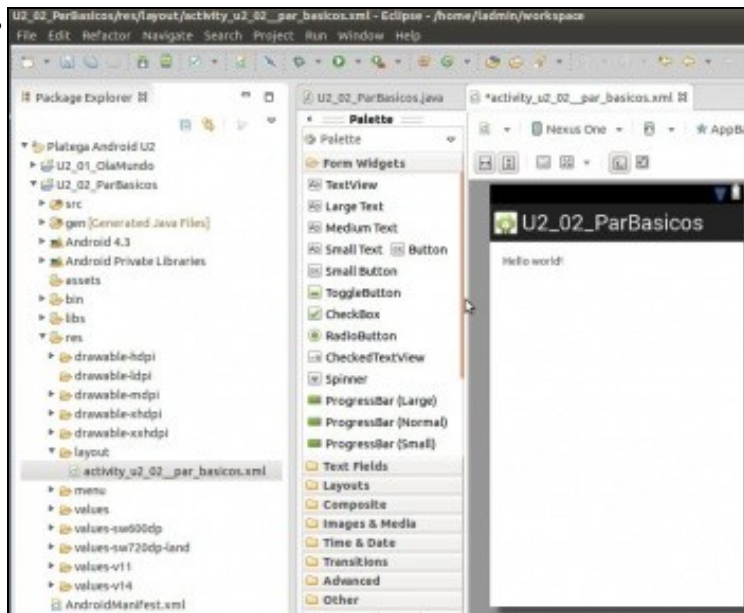 U2_02_ParBasicos/res/layout/activity_u2_02__par_basicos.xml - Eclipse - /home/ladmin/workspace
File Edit Refactor Navigate Search Project Run Window Help
Package Explorer
Platega Android U2
U2_01_OlaMundo
U2_02_ParBasicos
src
gen [Generated Java Files]
Android 4.3
Android Private Libraries
assets
bin
libs
res
drawable-hdpi
drawable-ldpi
drawable-mdpi
drawable-xhdpi
drawable-xxhdpi
layout
activity_u2_02__par_basicos.xml
menu
values
values-sw600dp
values-sw720dp-land
values-v11
values-v14
AndroidManifest.xml
U2_02_ParBasicos.java
*activity_u2_02__par_basicos.xml
Palette
Palette
Form Widgets
TextView
Large Text
Medium Text
Small Text Button
Small Button
ToggleButton
CheckBox
RadioButton
CheckedTextView
Spinner
ProgressBar (Large)
ProgressBar (Normal)
ProgressBar (Small)
Text Fields
Layouts
Composite
Images & Media
Time & Date
Transitions
Advanced
Other
Nexus One
AppBa
U2_02_ParBasicos
Hello world!